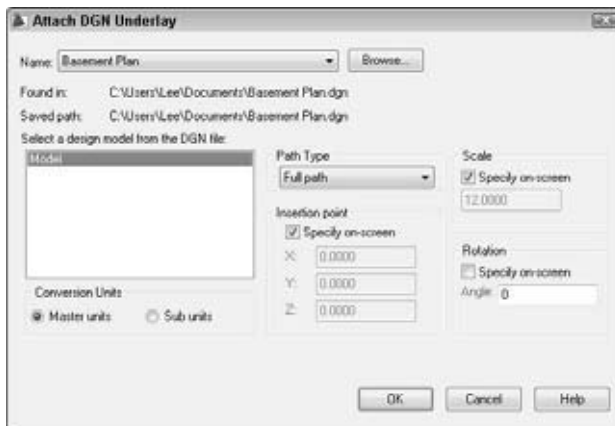 Attach DGN Underlay
Name: Basement Plan Browse...
Found in: C:\Users\Lee\Documents\Basement Plan.dgn
Saved path: C:\Users\Lee\Documents\Basement Plan.dgn
Select a design model from the DGN file:
Model
Path Type
Full path
Scale
Specify on-screen
12.0000
Insertion point
Specify on-screen
X: 0.0000
Y: 0.0000
Z: 0.0000
Rotation
Specify on-screen
Angle: 0
Conversion Units
Master units Sub units
OK Cancel Help